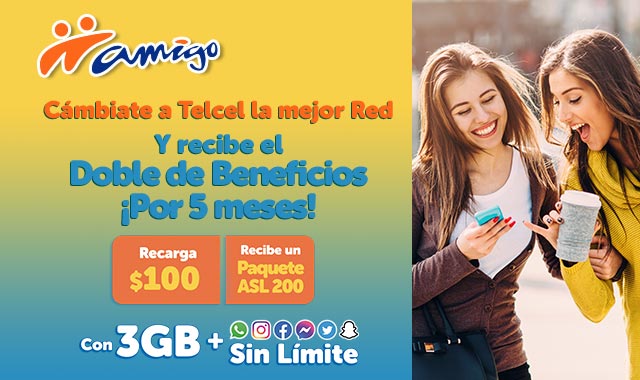 amigo
Cámbiate a Telcel la mejor Red
Y recibe el
Doble de Beneficios
¡Por 5 meses!
Recarga
$100
Recibe un
Paquete
ASL 200
Con 3GB +
Sin Límite